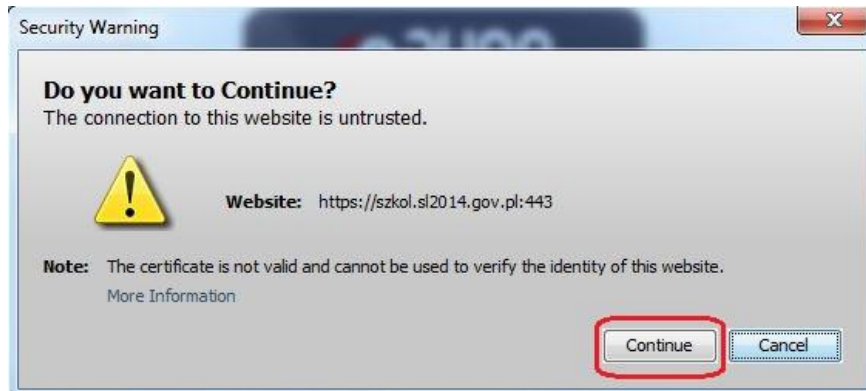 Security Warning
Do you want to Continue?
The connection to this website is untrusted.
Website: https://szkol.sl2014.gov.pl:443
Note: The certificate is not valid and cannot be used to verify the identity of this website.
More Information
Continue Cancel